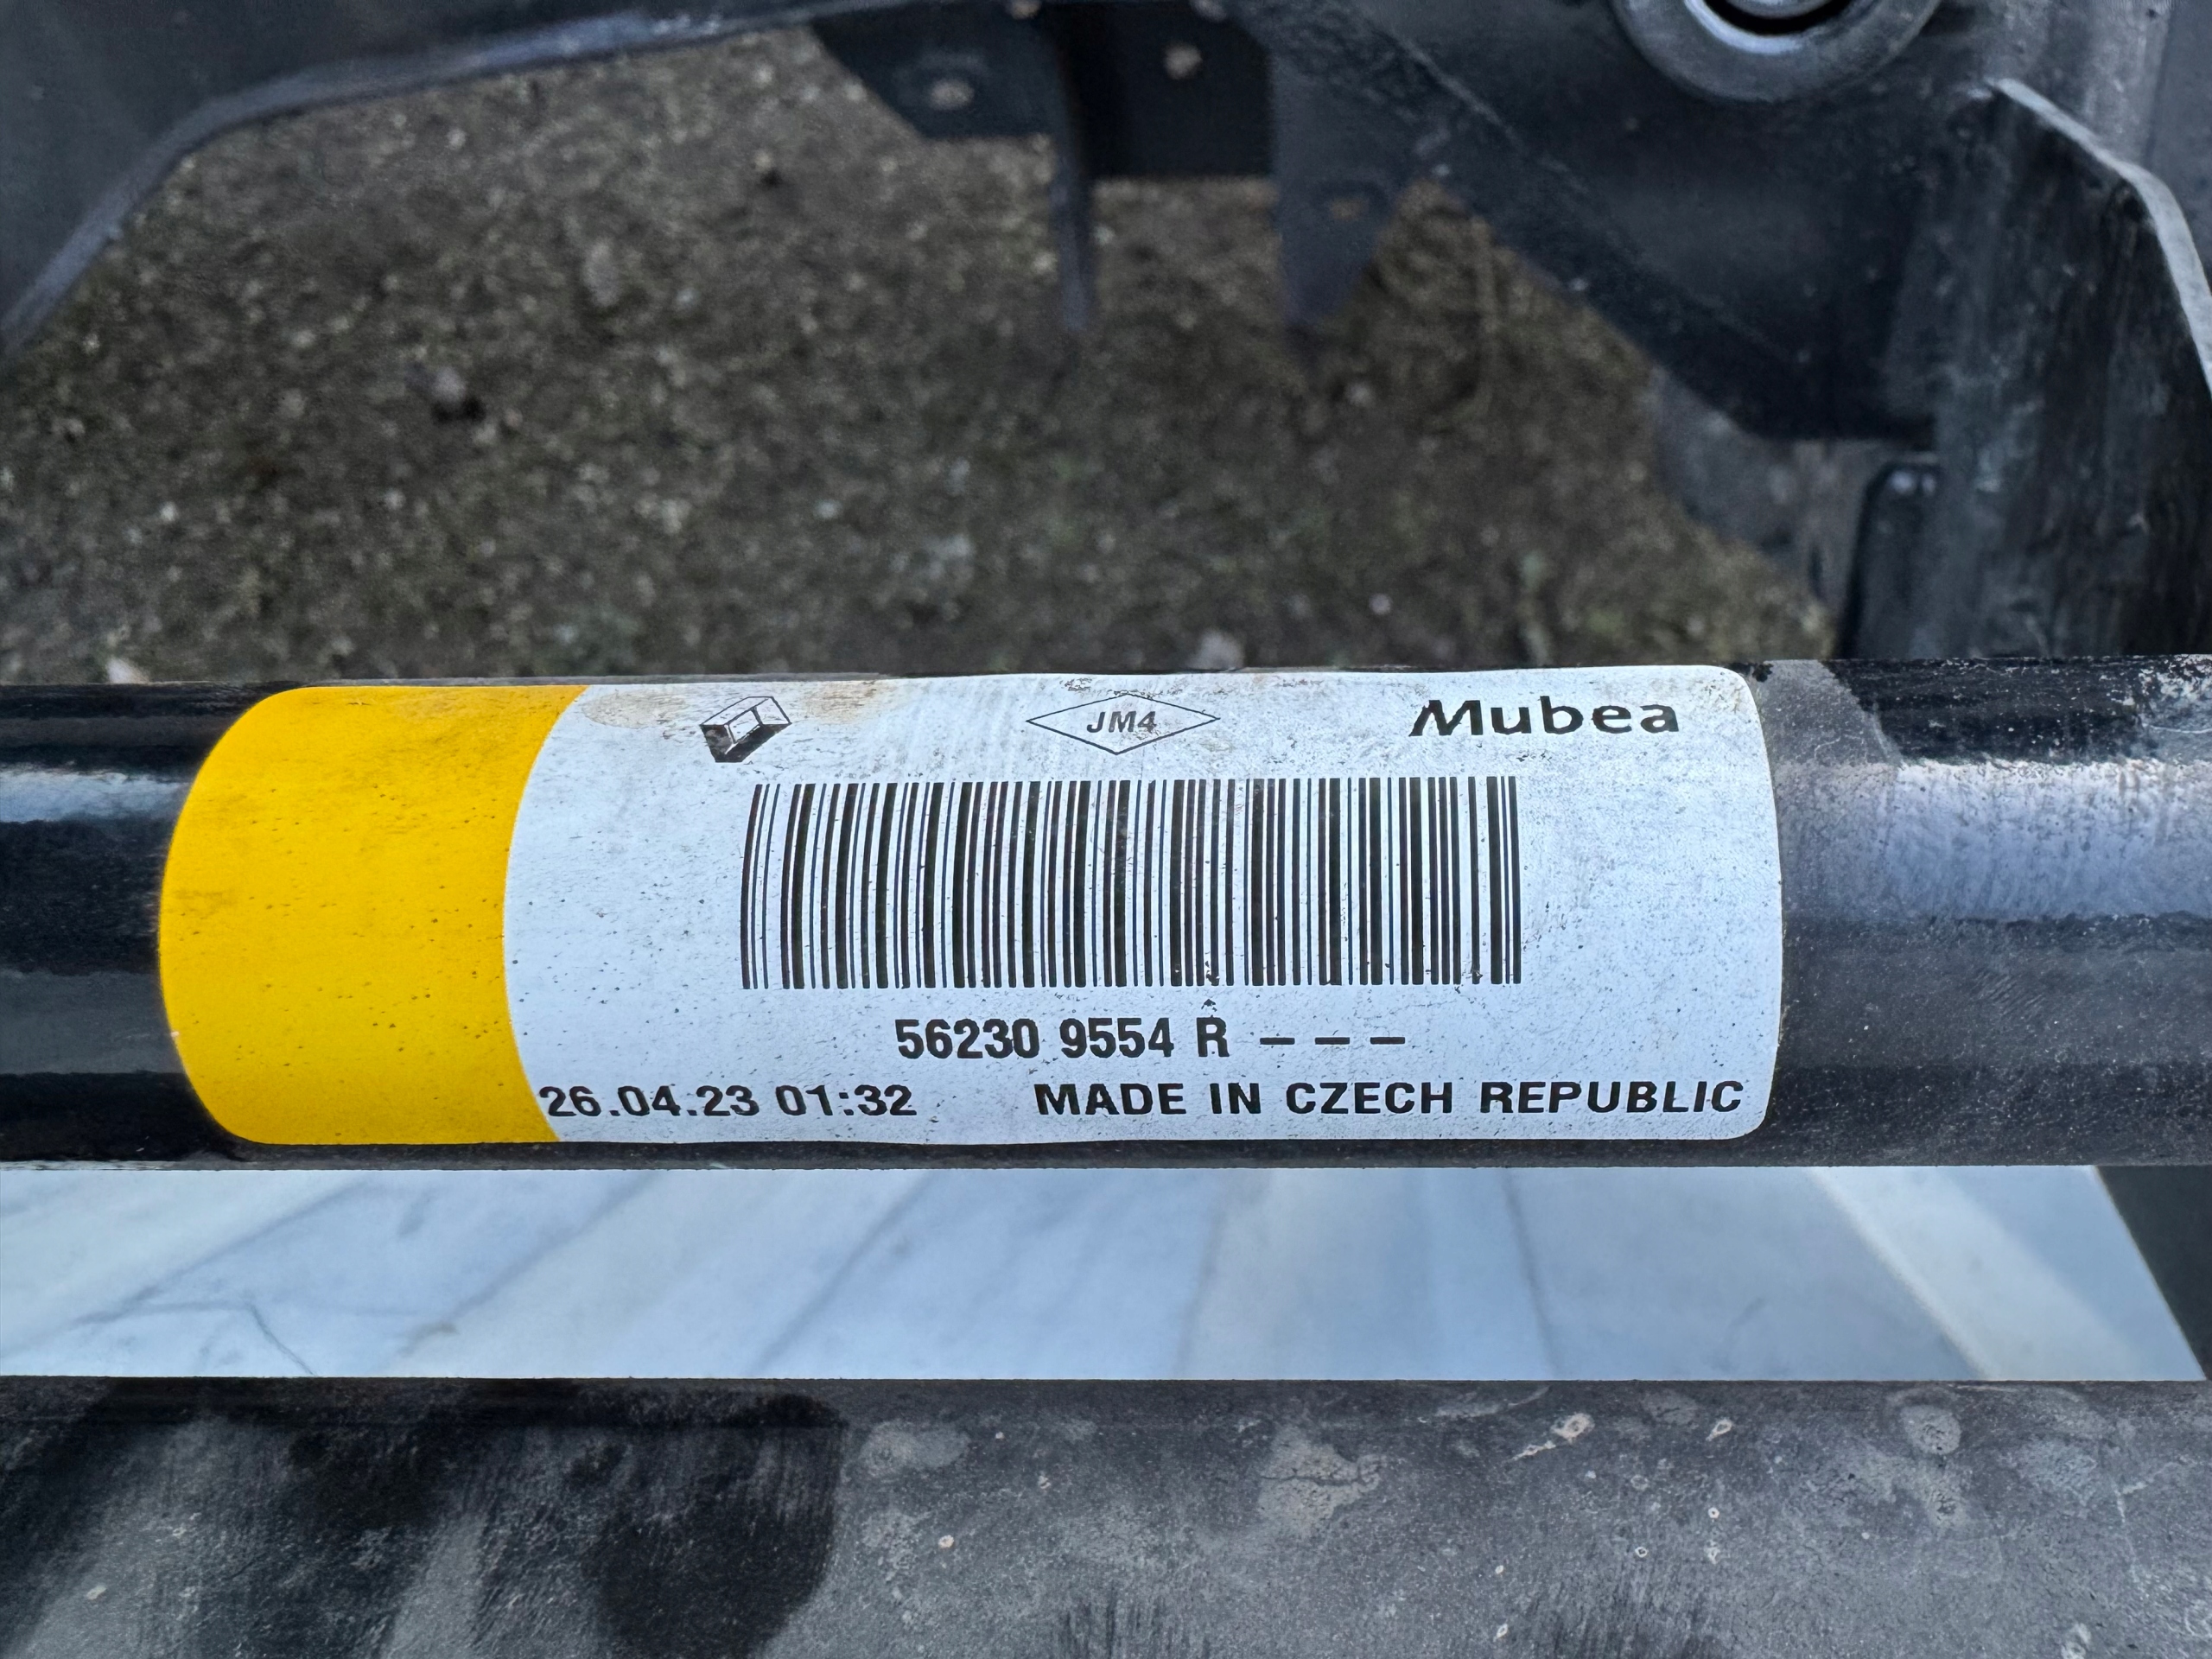 JM4
Mubea
56230 9554 R – – –
26.04.23 01:32
MADE IN CZECH REPUBLIC